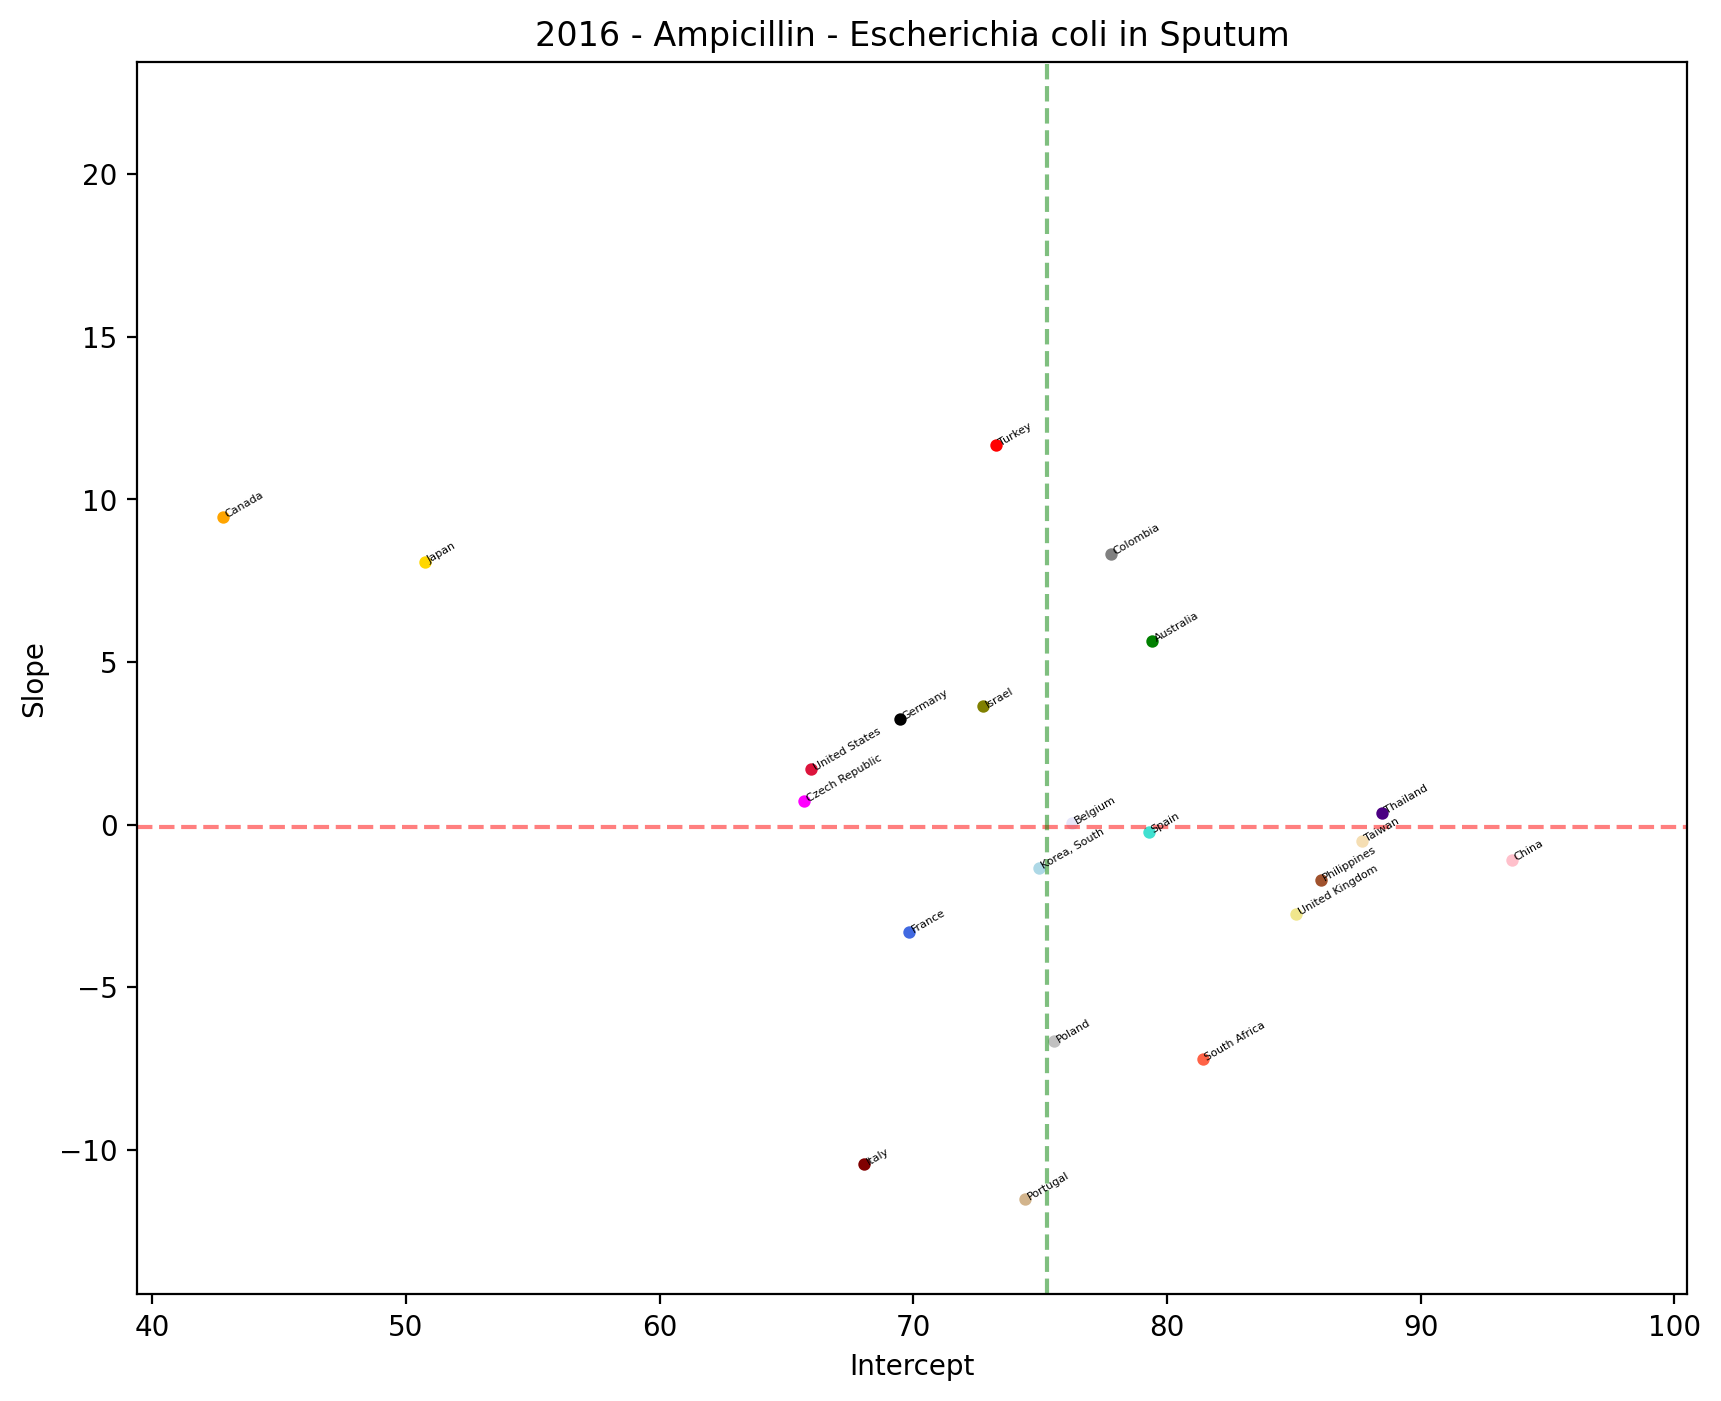 2016 - Ampicillin - Escherichia coli in Sputum
Slope
20
15
10
5
0
−5
−10
Turkey
Canada
Colombia
Japan
Australia
Israel
Germany
United States
Czech Republic
Thailand
Belgium
Spain
Taiwan
Korea, South
China
Philippines
United Kingdom
France
Poland
South Africa
Italy
Portugal
40
50
60
70
80
90
100
Intercept